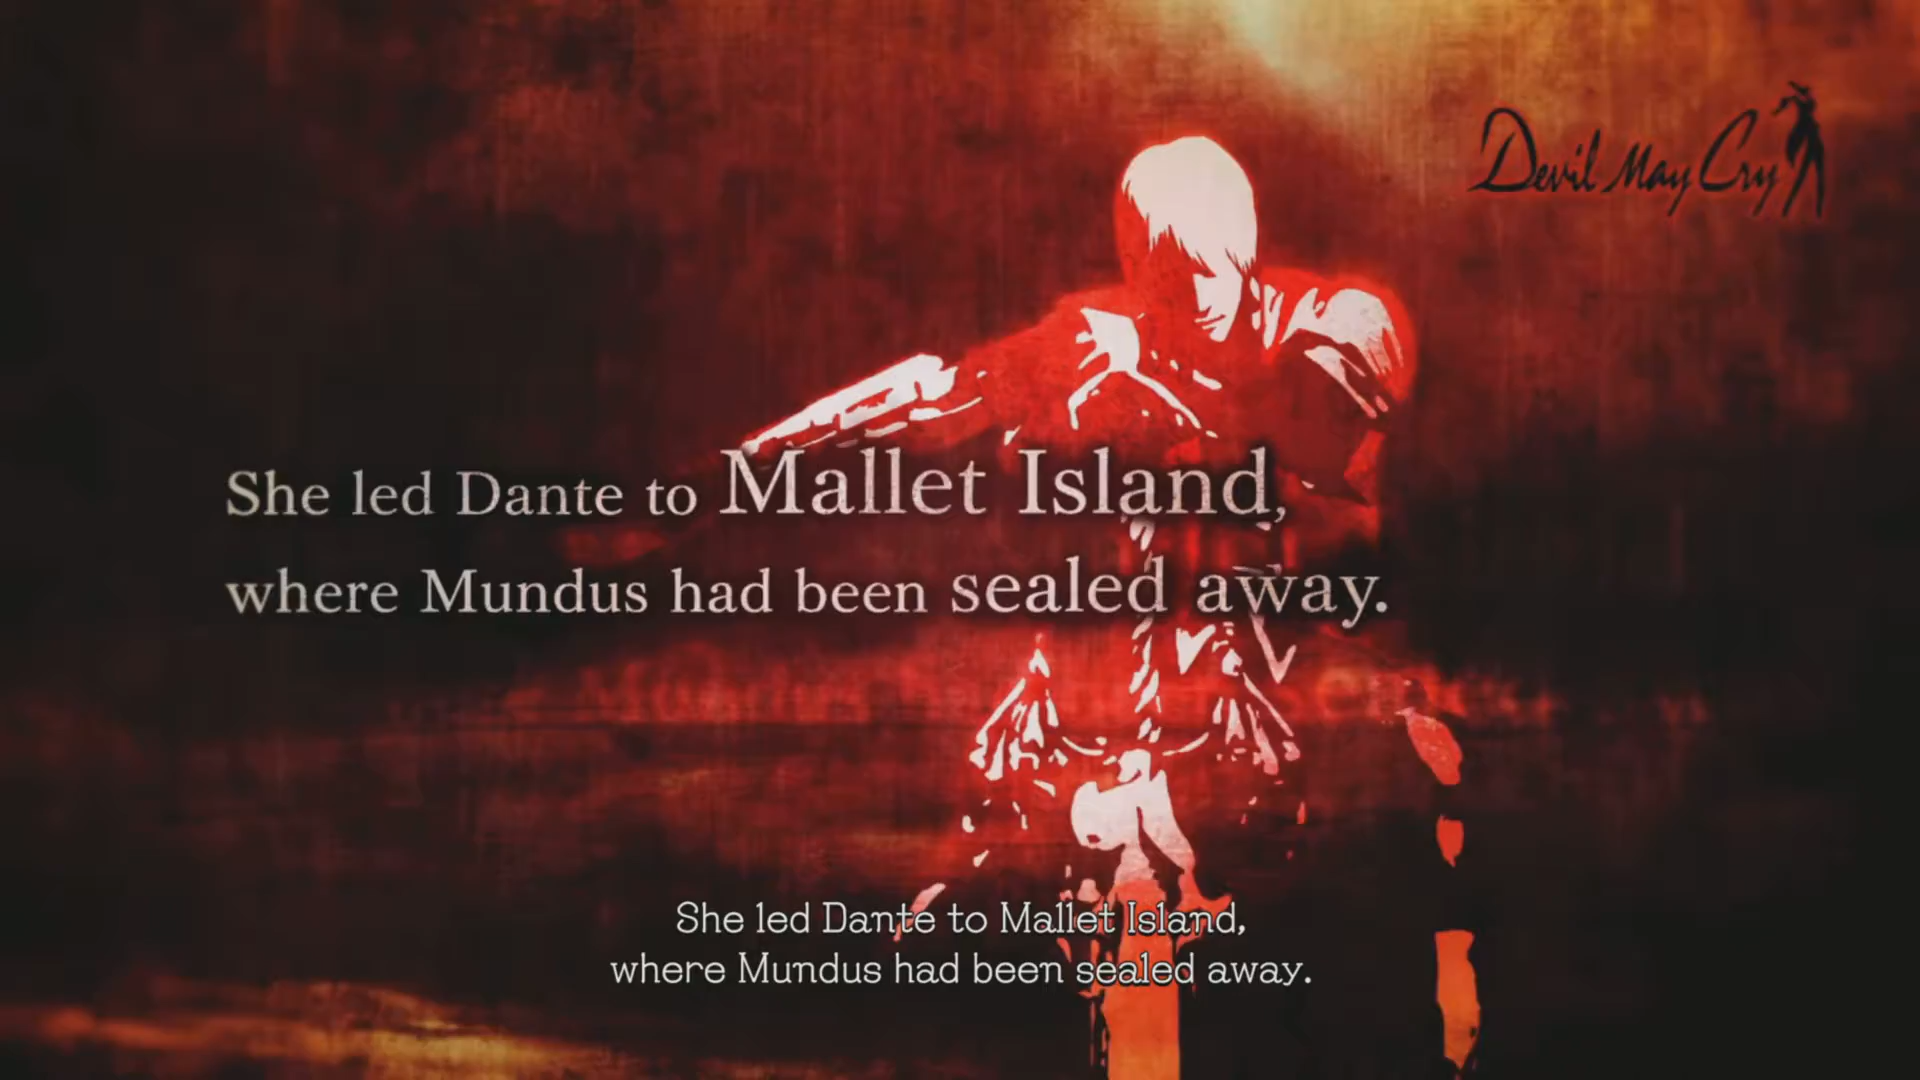 Devil May Cry
She led Dante to Mallet Island,
where Mundus had been sealed away.
She led Dante to Mallet Island,
where Mundus had been sealed away.